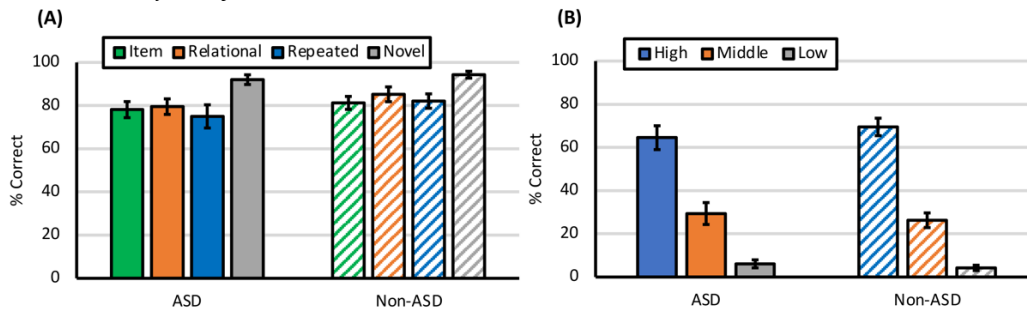 (A)
Item Relational Repeated Novel
100
80
60
40
20
0
% Correct
ASD Non-ASD
(B)
High Middle Low
100
80
60
40
20
0
% Correct
ASD Non-ASD